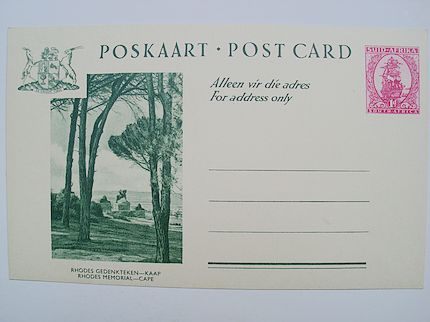 POSKAART · POST CARD
Alleen vir die adres
For address only
SUID-AFRIKA
1d
SOUTH AFRICA
RHODES GEDENKTEKEN—KAAP
RHODES MEMORIAL—CAPE